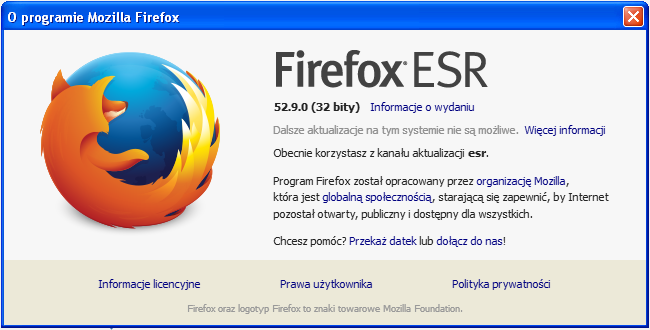 O programie Mozilla Firefox
Firefox® ESR
52.9.0 (32 bity) Informacje o wydaniu
Dalsze aktualizacje na tym systemie nie są możliwe. Więcej informacji
Obecnie korzystasz z kanału aktualizacji esr.
Program Firefox został opracowany przez organizację Mozilla,
która jest globalną społecznością, starającą się zapewnić, by Internet
pozostał otwarty, publiczny i dostępny dla wszystkich.
Chcesz pomóc? Przekaż datek lub dołącz do nas!
Informacje licencyjne Prawa użytkownika Polityka prywatności
Firefox oraz logotyp Firefox to znaki towarowe Mozilla Foundation.